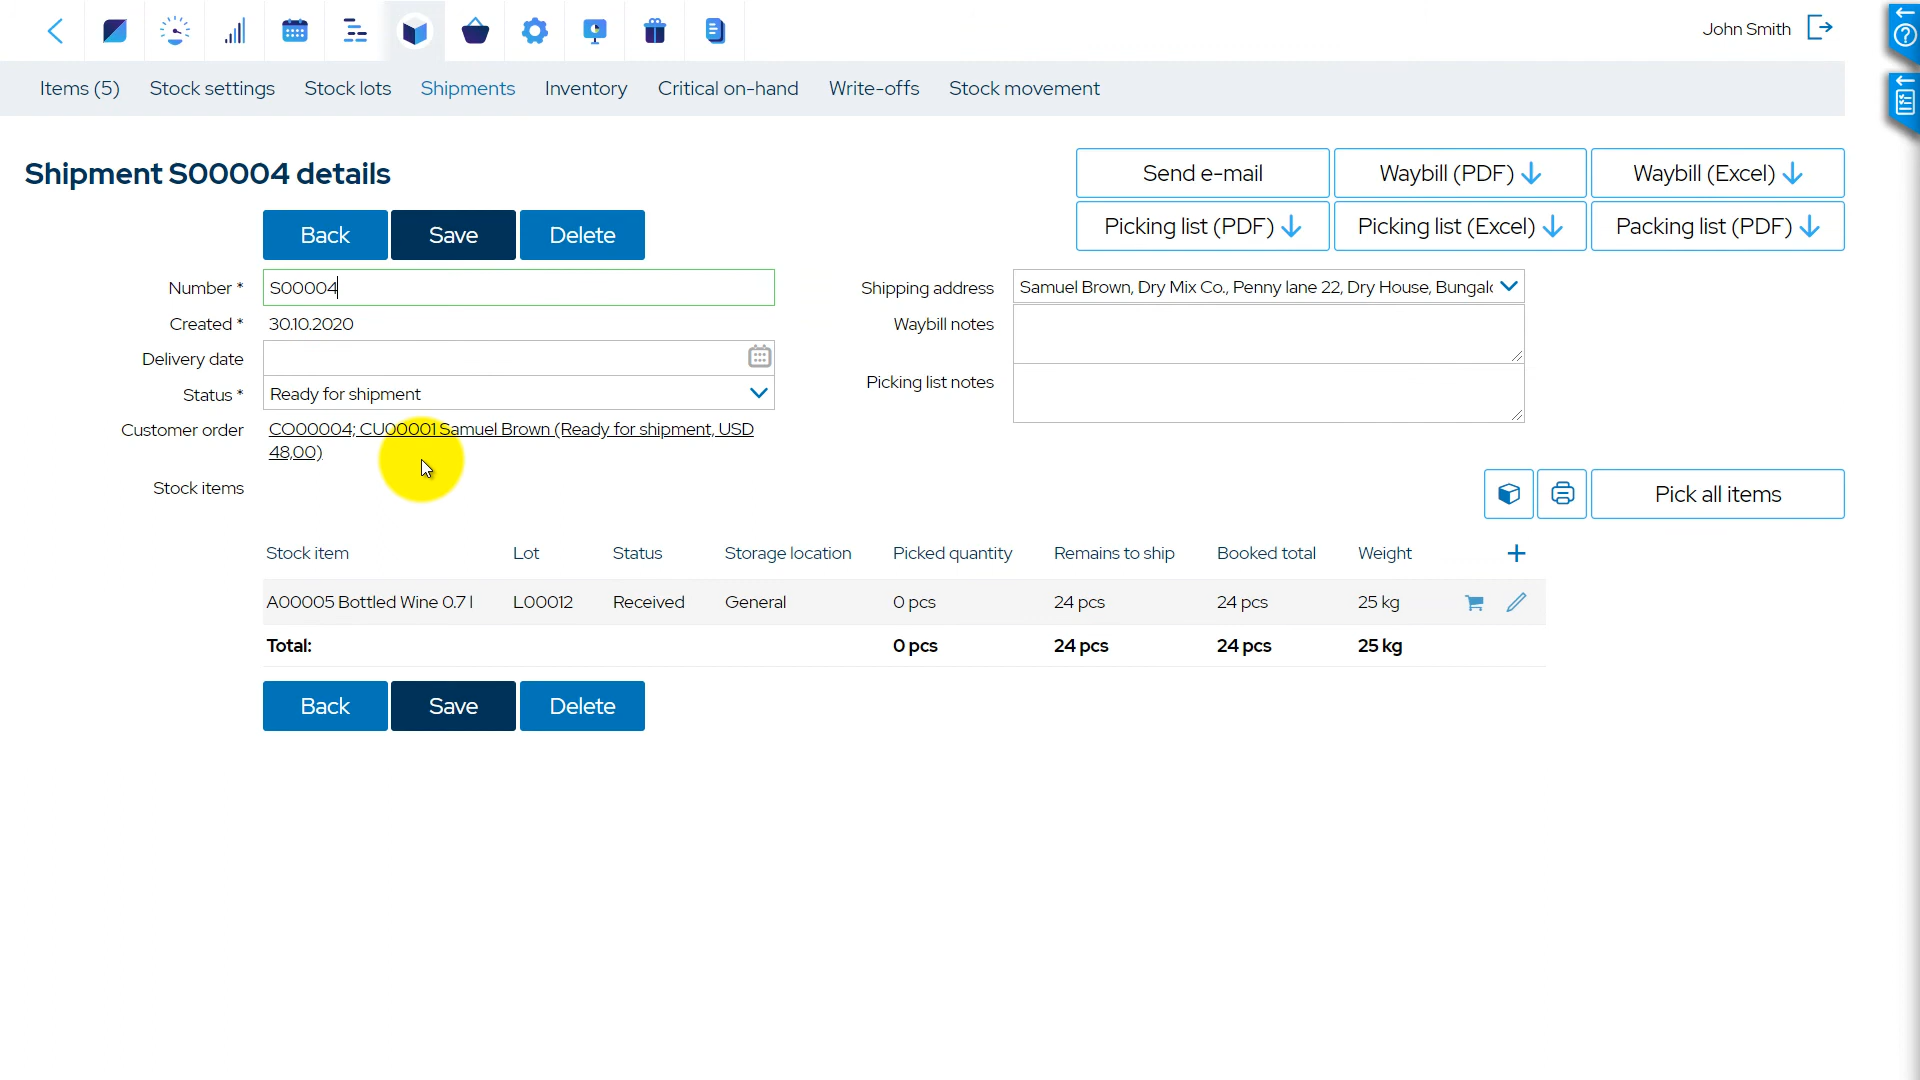 John Smith
Items (5) Stock settings Stock lots Shipments Inventory Critical on-hand Write-offs Stock movement
Shipment S00004 details
Send e-mail Waybill (PDF) Waybill (Excel)
Picking list (PDF) Picking list (Excel) Packing list (PDF)
Back Save Delete
Number * S00004
Created * 30.10.2020
Delivery date
Status * Ready for shipment
Customer order CO00004; CU00001 Samuel Brown (Ready for shipment, USD
48,00)
Shipping address Samuel Brown, Dry Mix Co., Penny lane 22, Dry House, Bungal
Waybill notes
Picking list notes
Stock items
Pick all items
Stock item Lot Status Storage location Picked quantity Remains to ship Booked total Weight
A00005 Bottled Wine 0.7 l L00012 Received General 0 pcs 24 pcs 24 pcs 25 kg
Total: 0 pcs 24 pcs 24 pcs 25 kg
Back Save Delete